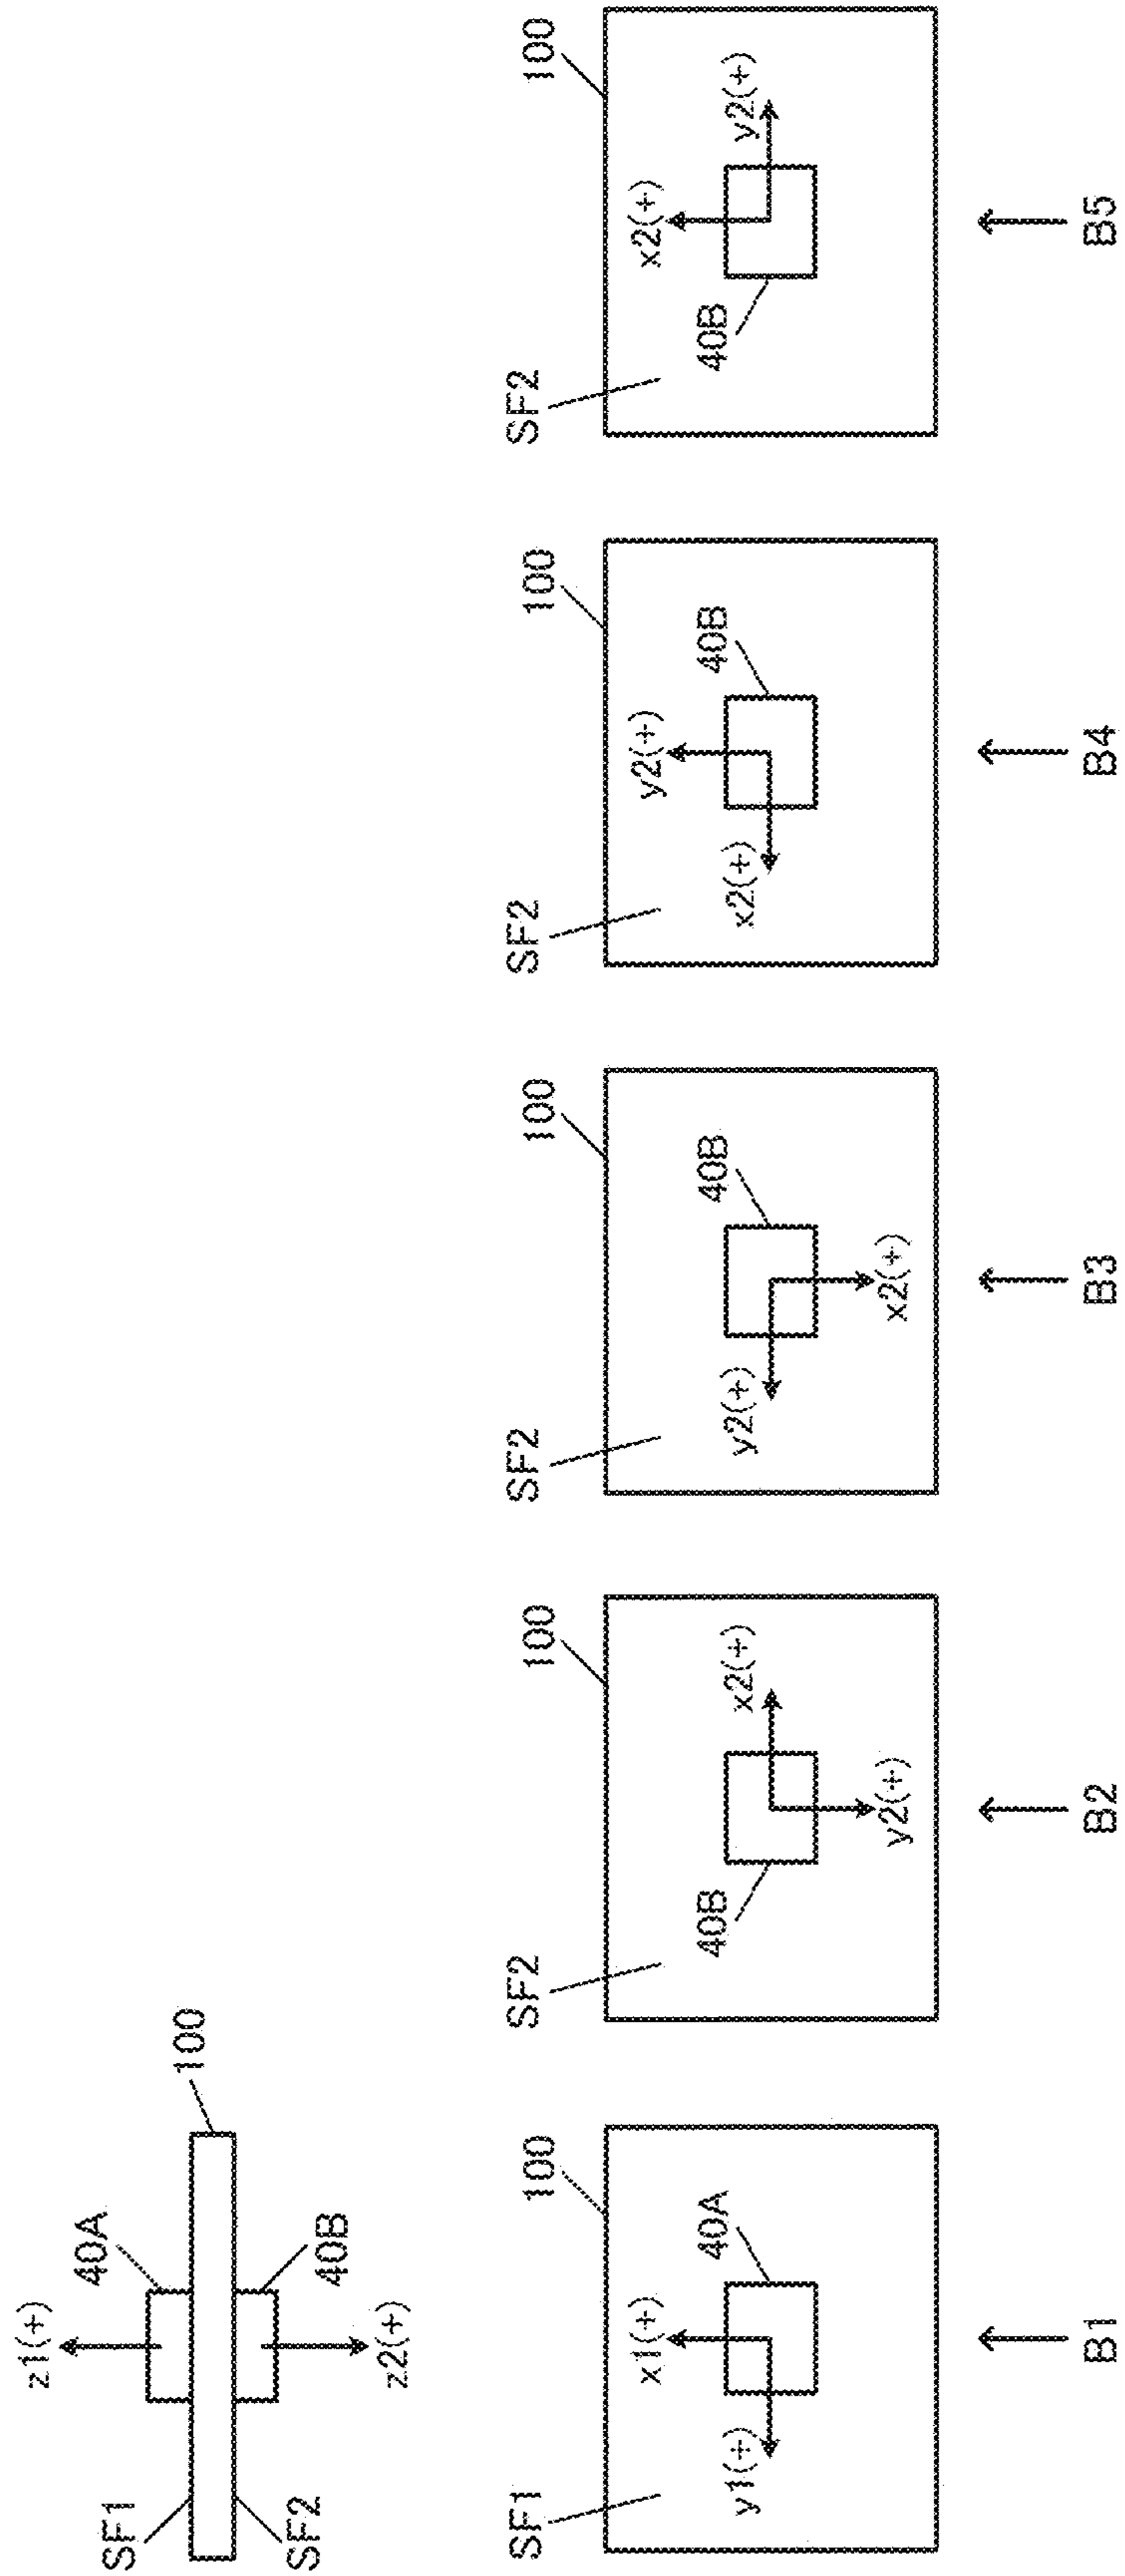 z1(+)
40A
100
SF1
SF2
40B
z2(+)
SF1
100
x1(+)
y1(+)
40A
B1
SF2
100
40B
x2(+)
y2(+)
B2
SF2
100
40B
y2(+)
x2(+)
B3
SF2
100
y2(+)
40B
x2(+)
B4
SF2
100
x2(+)
40B
y2(+)
B5